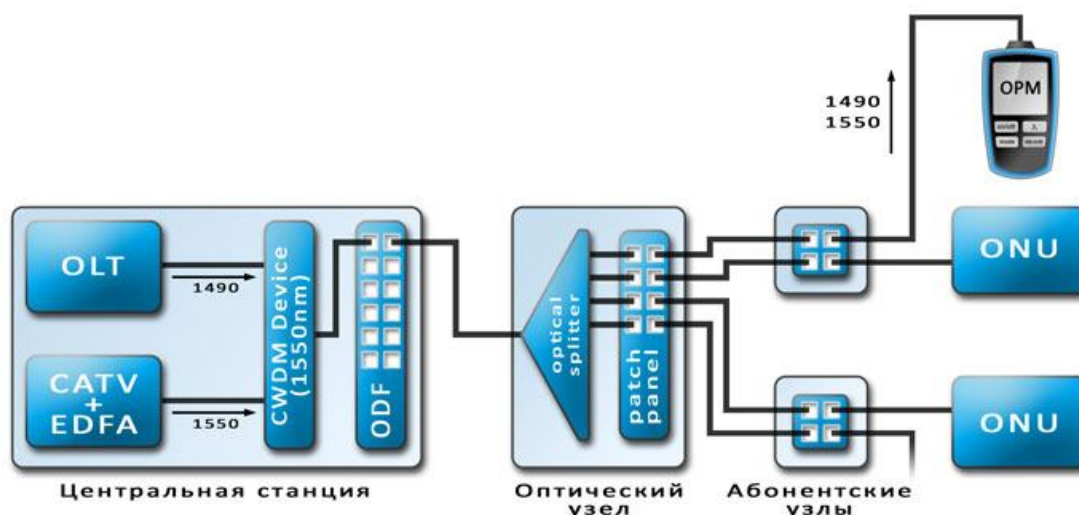 1490
1550
OPM
OLT
1490
CATV
+
EDFA
1550
CWDM Device
(1550nm)
ODF
optical
splitter
patch
panel
ONU
ONU
Центральная станция
Оптический
узел
Абонентские
узлы